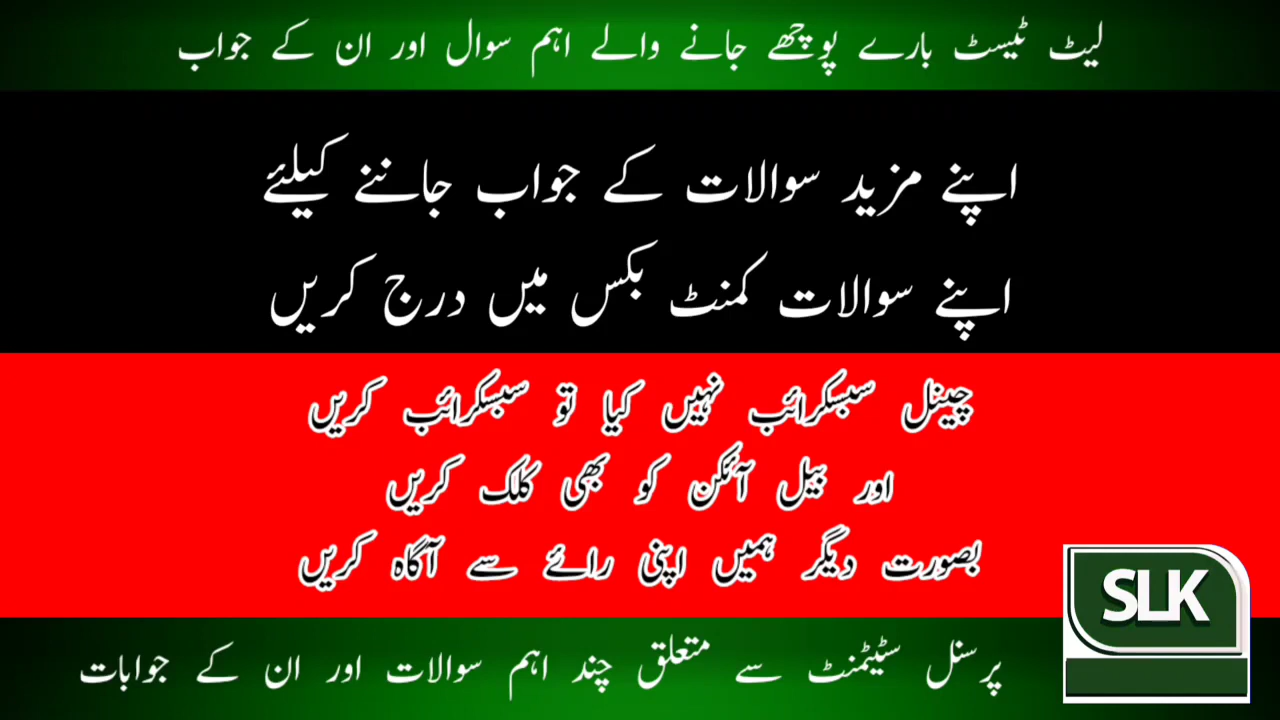 لیٹ ٹیسٹ بارے پوچھے جانے والے اہم سوال اور ان کے جواب
اپنے مزید سوالات کے جواب جاننے کیلئے
اپنے سوالات کمنٹ بکس میں درج کریں
چینل سبسکرائب نہیں کیا تو سبسکرائب کریں
اور بیل آئکن کو بھی کلک کریں
بصورت دیگر ہمیں اپنی رائے سے آگاہ کریں
SLK
پرسنل سٹیٹمنٹ سے متعلق چند اہم سوالات اور ان کے جوابات